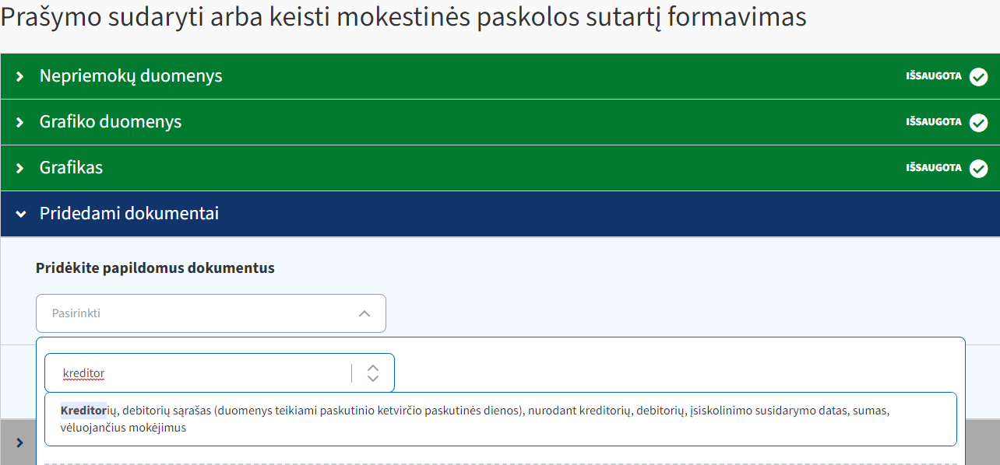 Prašymo sudaryti arba keisti mokestinės paskolos sutartį formavimas
Nepriemokų duomenys IŠSAUGOTA
Grafiko duomenys IŠSAUGOTA
Grafikas IŠSAUGOTA
Pridedami dokumentai
Pridėkite papildomus dokumentus
Pasirinkti
kreditor
Kreditorių, debitorių sąrašas (duomenys teikiami paskutinio ketvirčio paskutinės dienos), nurodant kreditorių, debitorių, įsiskolinimo susidarymo datas, sumas,
vėluojančius mokėjimus